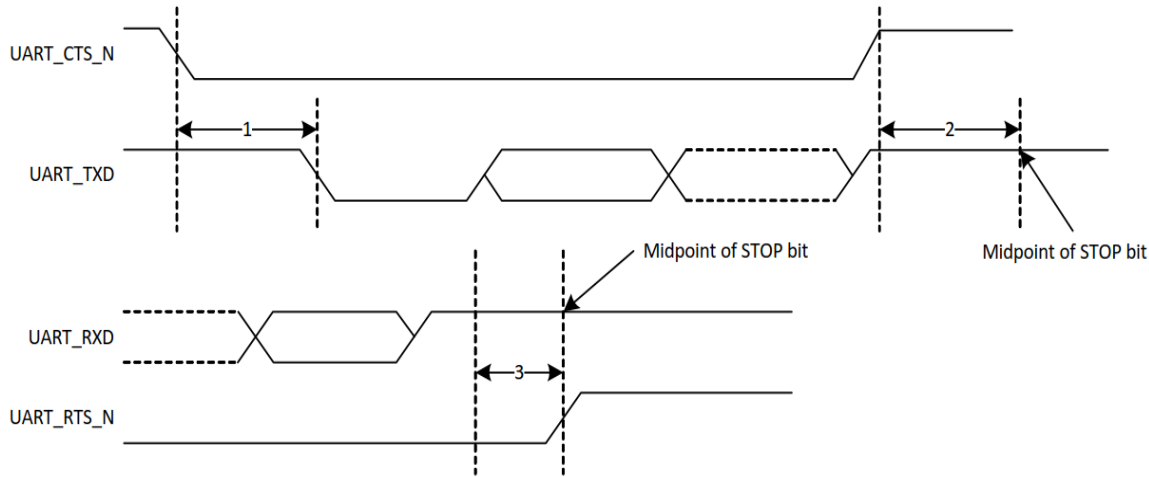 UART_CTS_N
1
2
UART_TXD
Midpoint of STOP bit
Midpoint of STOP bit
UART_RXD
3
UART_RTS_N